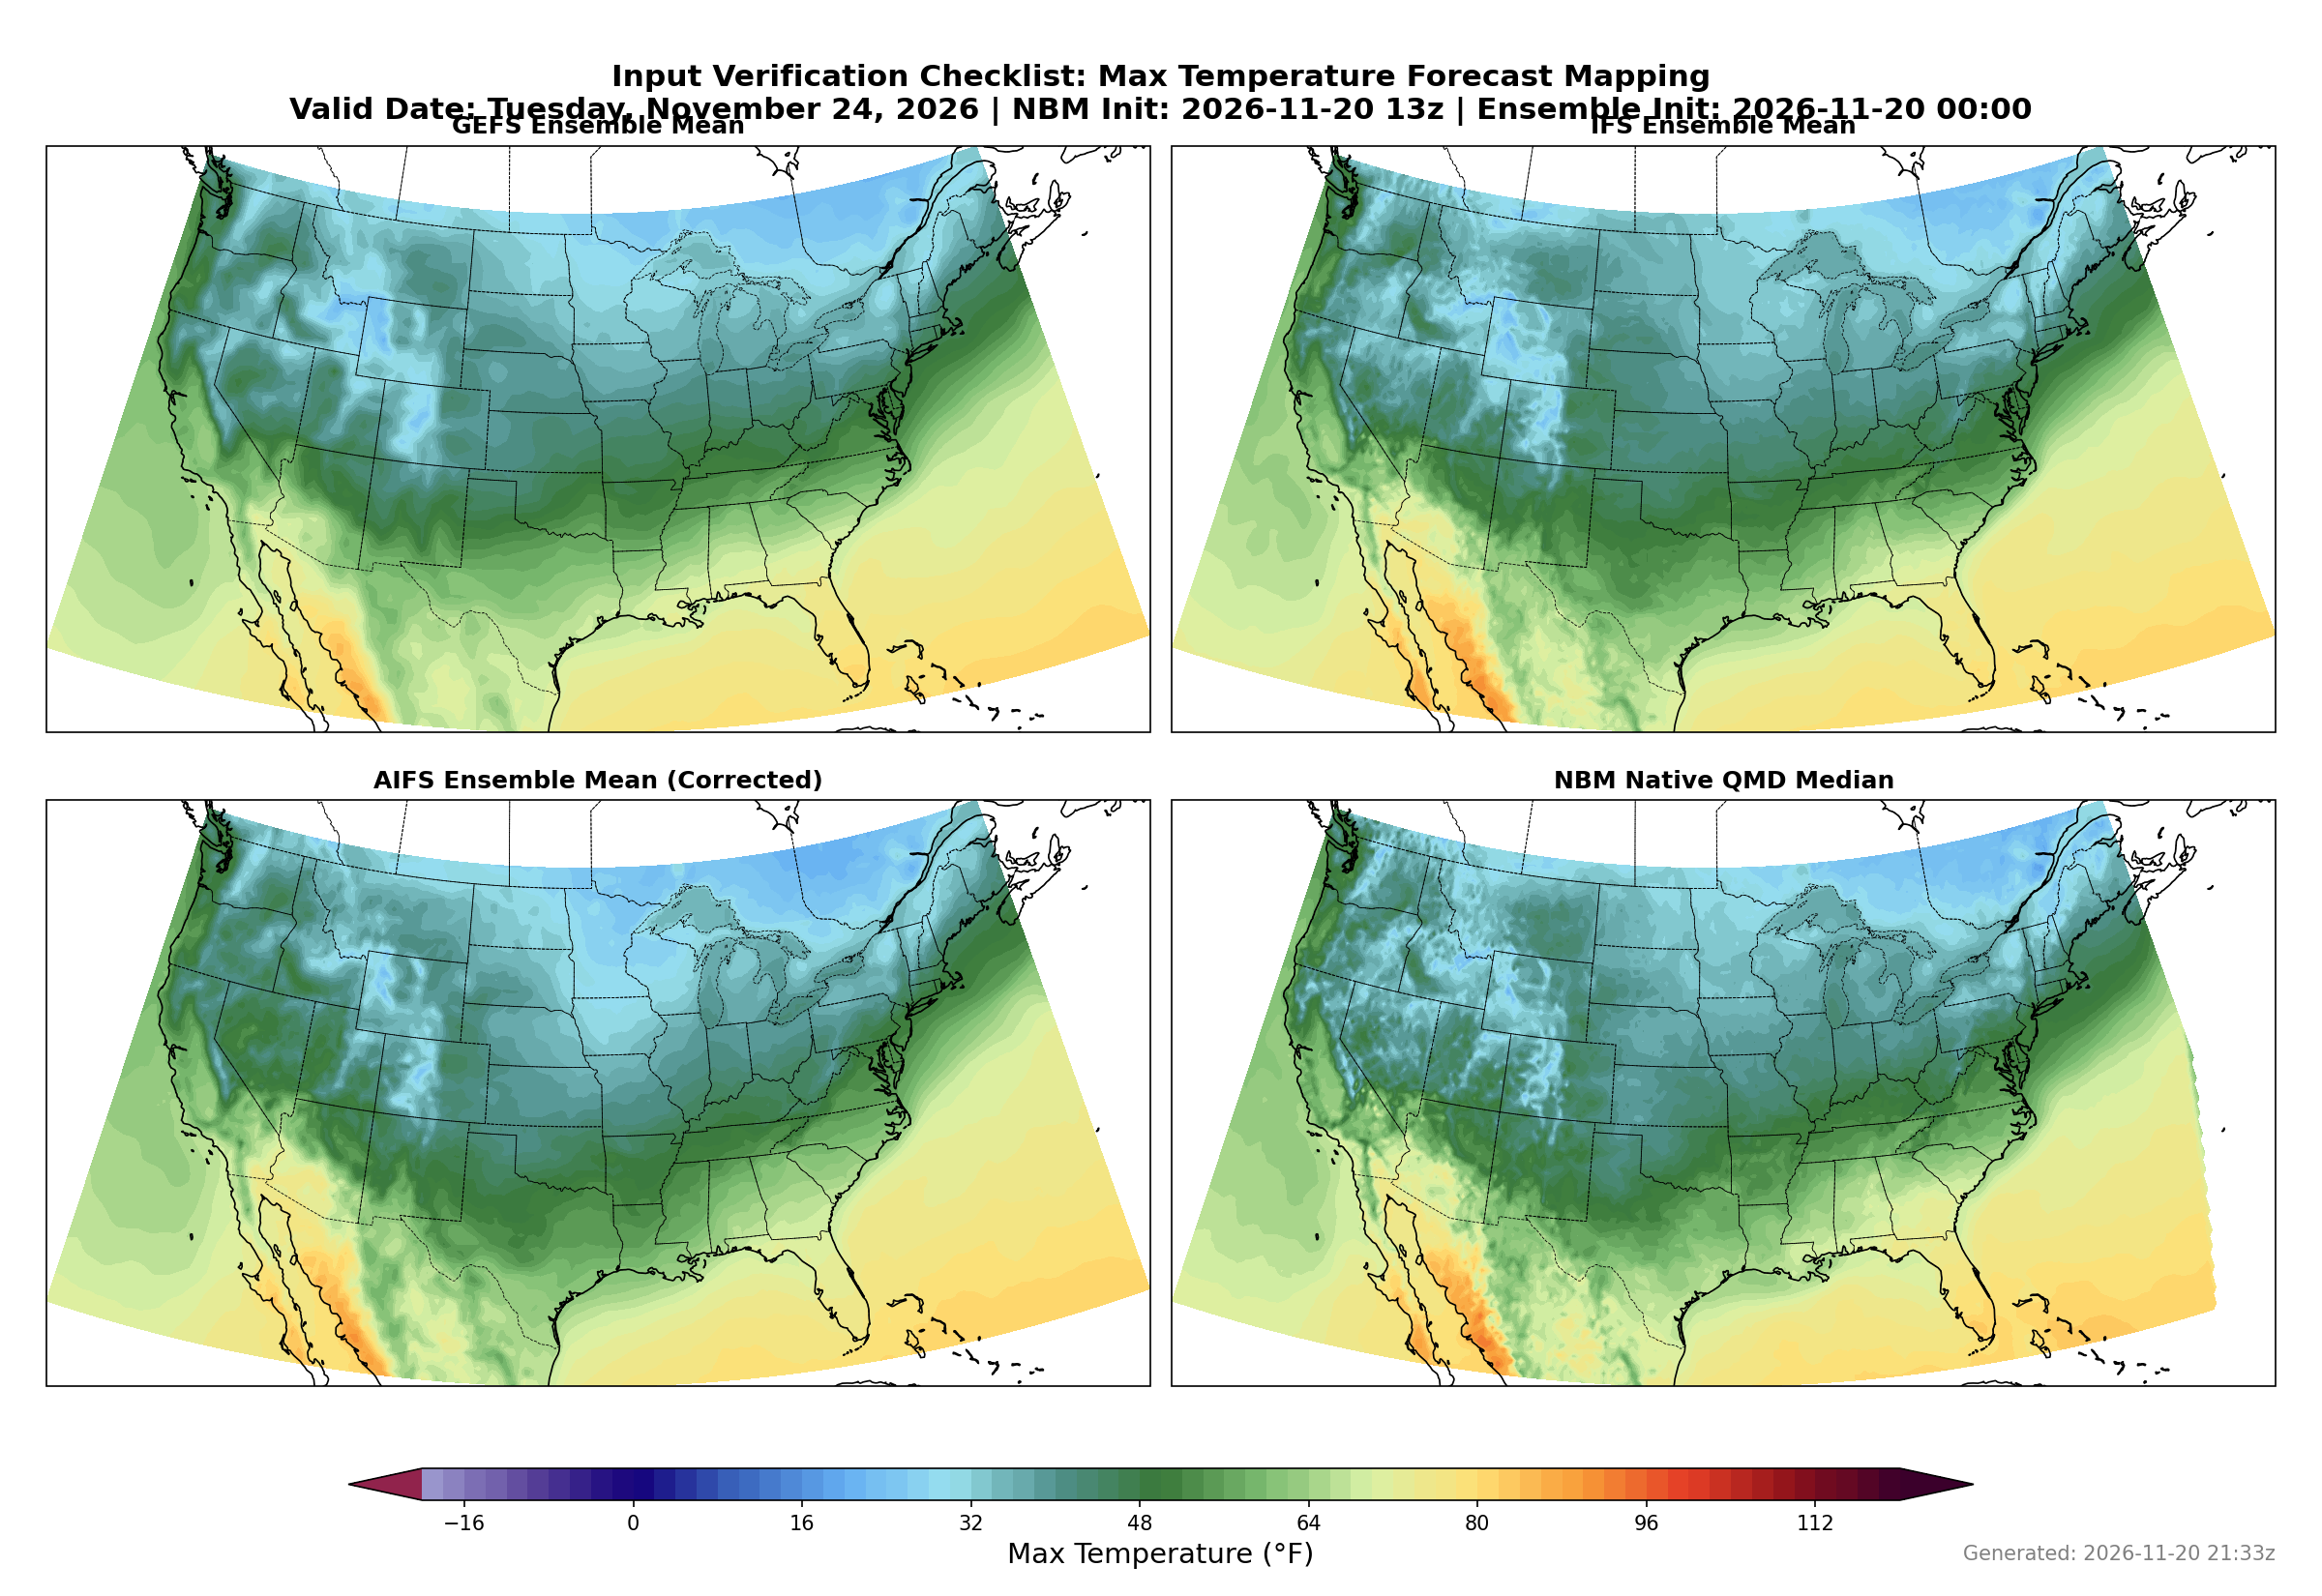 Input Verification Checklist: Max Temperature Forecast Mapping
Valid Date: Tuesday, November 24, 2026 | NBM Init: 2026-11-20 13z | Ensemble Init: 2026-11-20 00:00
GEFS Ensemble Mean
IFS Ensemble Mean
AIFS Ensemble Mean (Corrected)
NBM Native QMD Median
−16 0 16 32 48 64 80 96 112
Max Temperature (°F)
Generated: 2026-11-20 21:33z